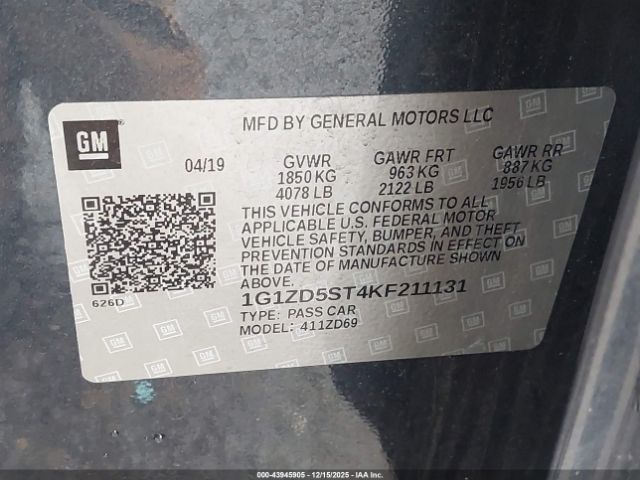 GM
MFD BY GENERAL MOTORS LLC
04/19 GVWR GAWR FRT GAWR RR
1850 KG 963 KG 887 KG
4078 LB 2122 LB 1956 LB
THIS VEHICLE CONFORMS TO ALL
APPLICABLE U.S. FEDERAL MOTOR
VEHICLE SAFETY, BUMPER, AND THEFT
PREVENTION STANDARDS IN EFFECT ON
THE DATE OF MANUFACTURE SHOWN
ABOVE.
1G1ZD5ST4KF211131
TYPE: PASS CAR
MODEL: 411ZD69
626D
000-43945905 - 12/15/2025 - IAA Inc.